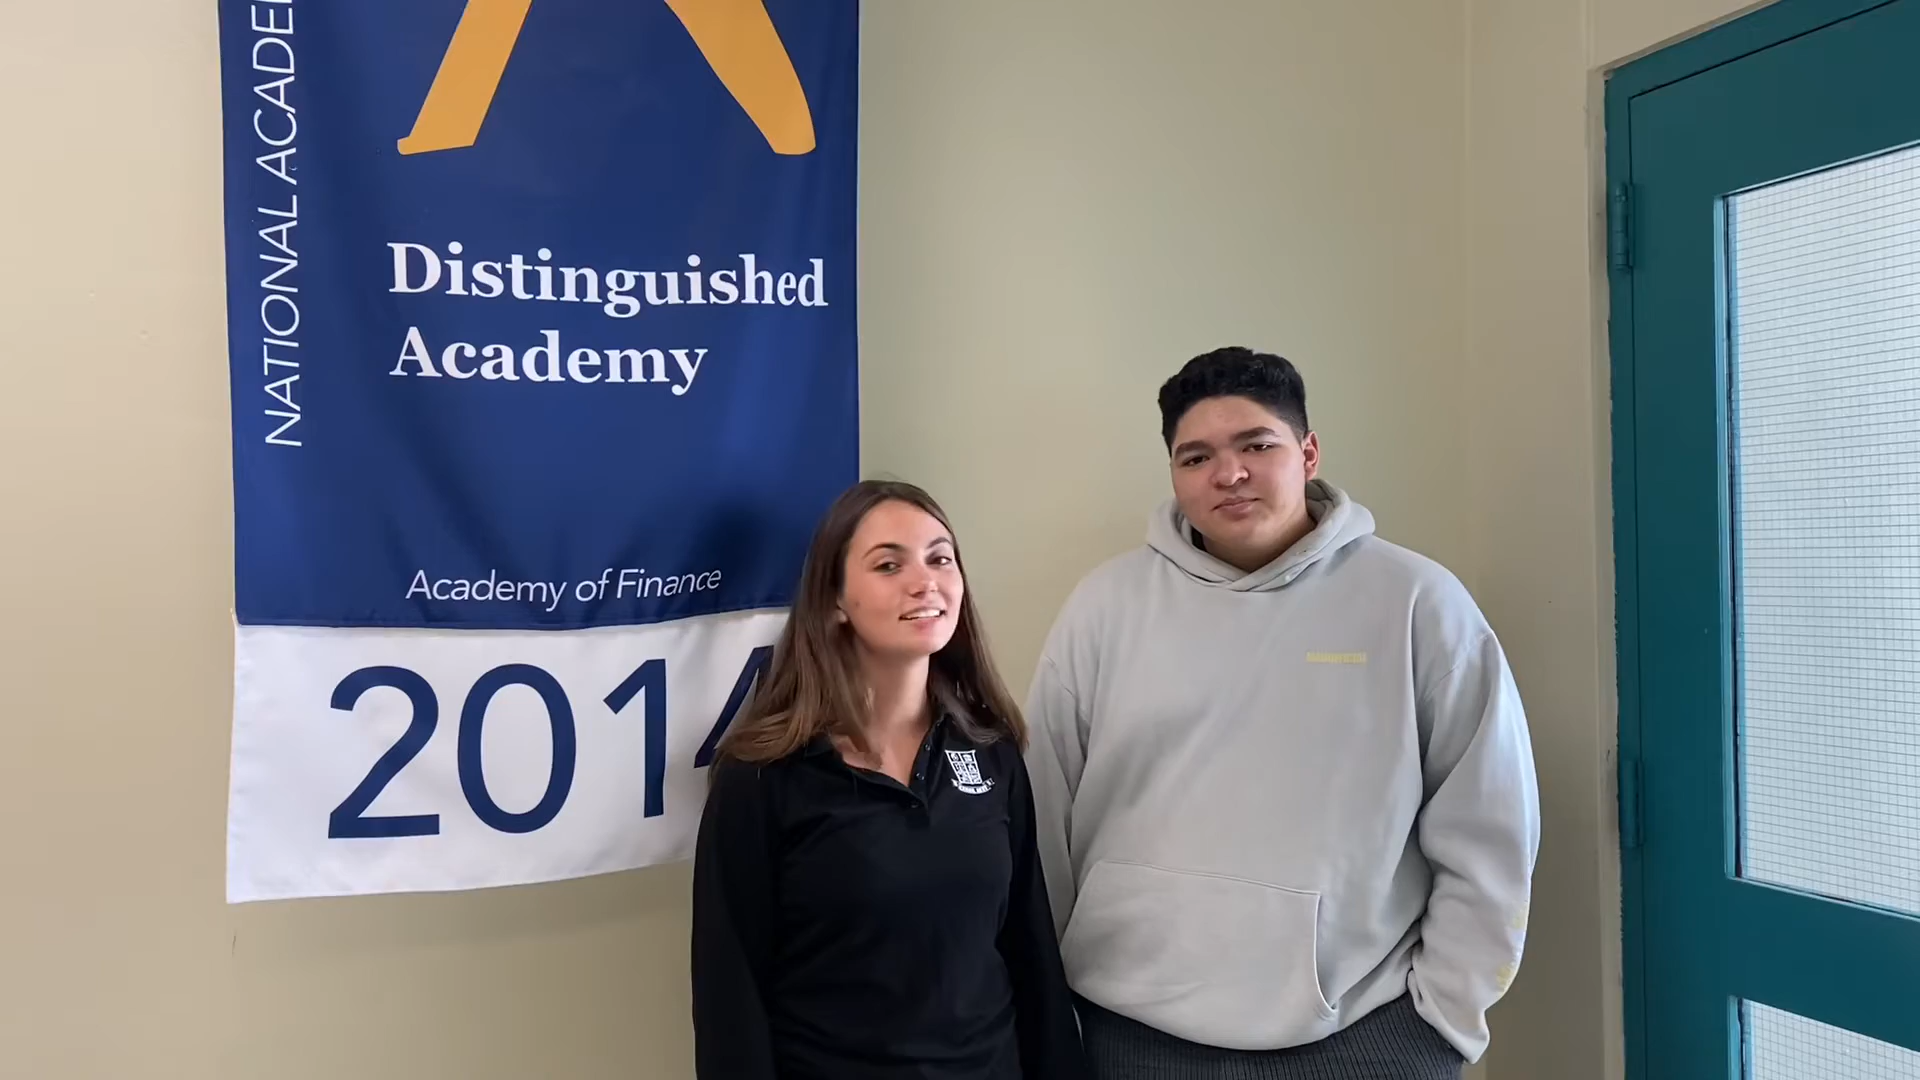 NATIONAL ACADE
Distinguished
Academy
Academy of Finance
2014